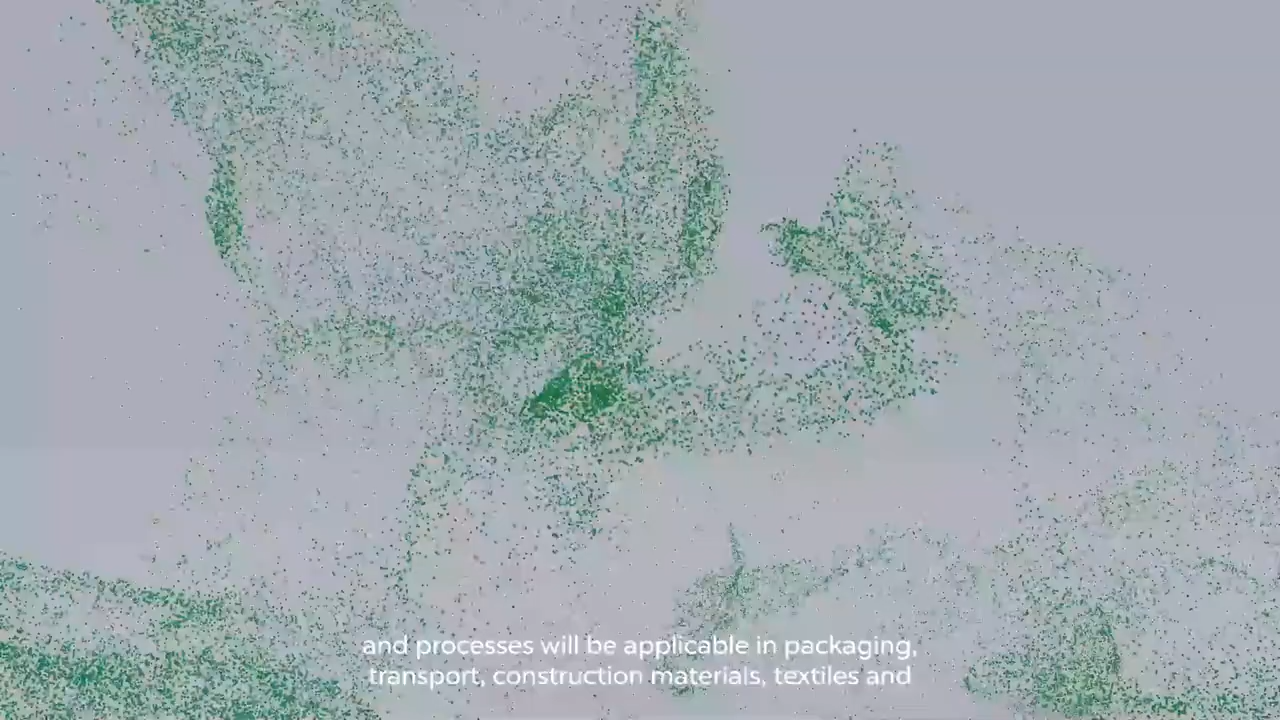 and processes will be applicable in packaging,
transport, construction materials, textiles and